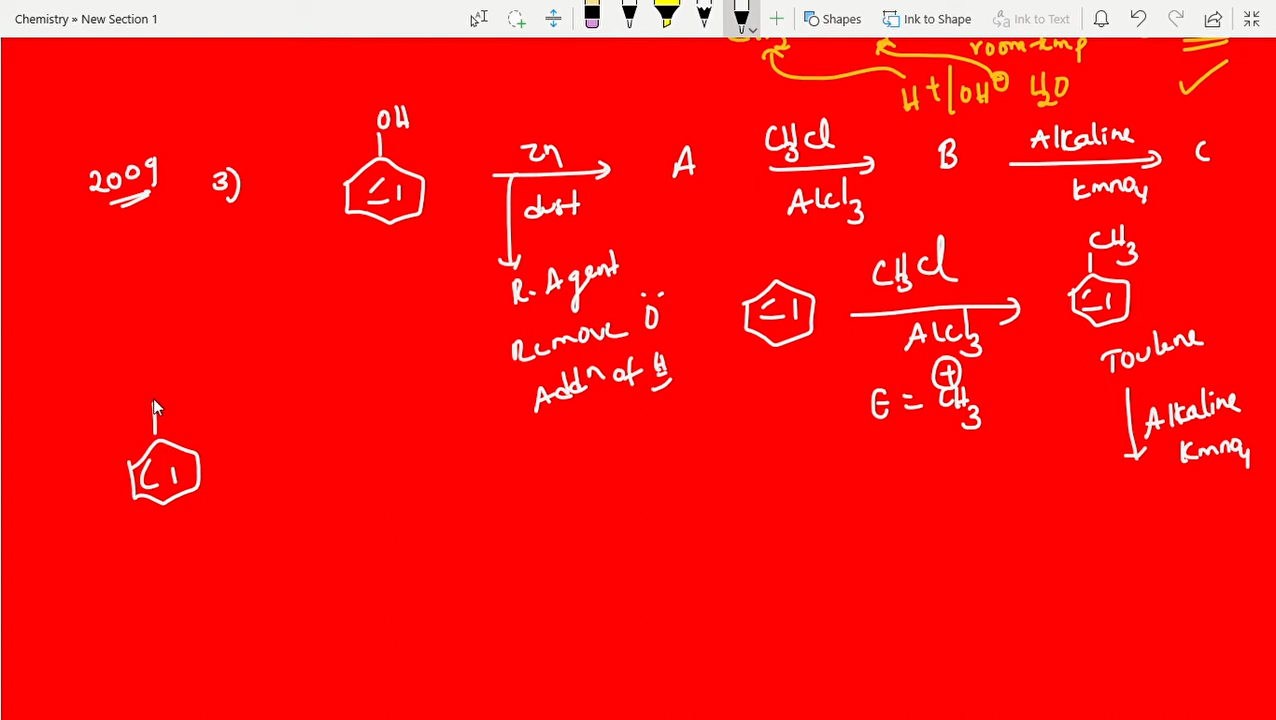 Chemistry » New Section 1
Shapes
Ink to Shape
Ink to Text
room temp
H+/OH⊖ H2O
2009 3)
OH
Zn
dust
A
CH3Cl
AlCl3
B
Alkaline
KmnO4
C
R. Agent
Remove Ö
Addn of H
CH3Cl
AlCl3
E = C⊕H3
CH3
Toulene
Alkaline
KmnO4